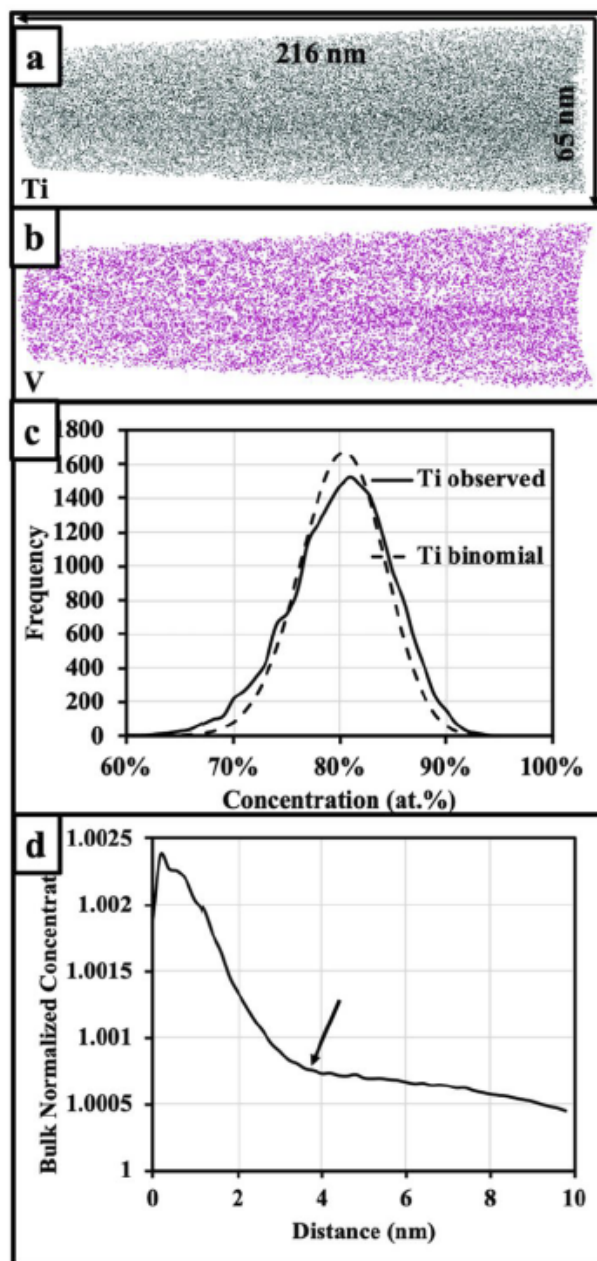 a
216 nm
65 nm
Ti
b
V
c
1800
1600
1400
1200
1000
800
600
400
200
0
Frequency
Ti observed
Ti binomial
60%
70%
80%
90%
100%
Concentration (at.%)
d
1.0025
1.002
1.0015
1.001
1.0005
1
Bulk Normalized Concentrat
0
2
4
6
8
10
Distance (nm)